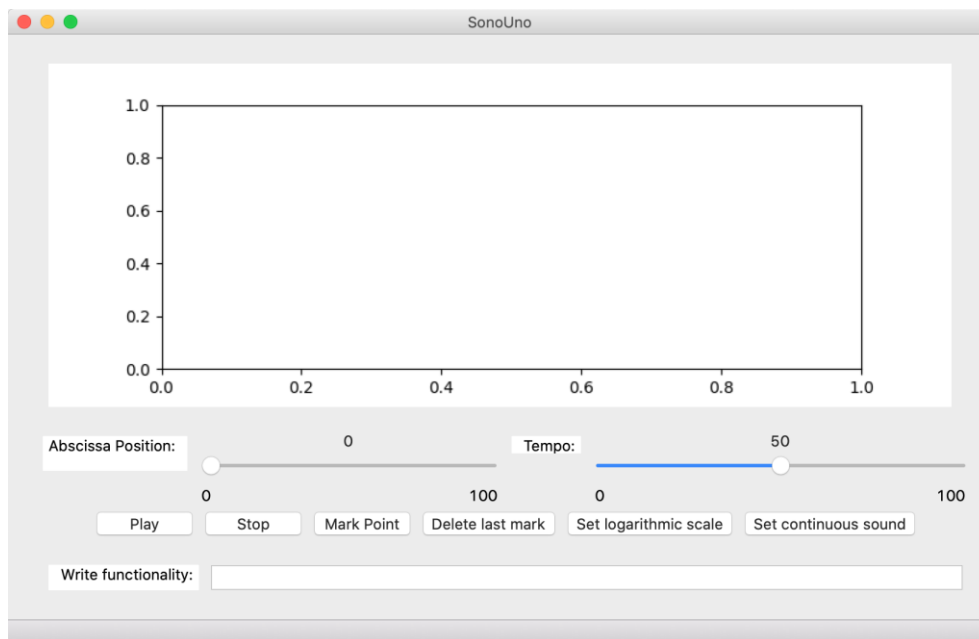 SonoUno
1.0
0.8
0.6
0.4
0.2
0.0
0.0 0.2 0.4 0.6 0.8 1.0
Abscissa Position: 0 Tempo: 50
0 100 0 100
Play Stop Mark Point Delete last mark Set logarithmic scale Set continuous sound
Write functionality: